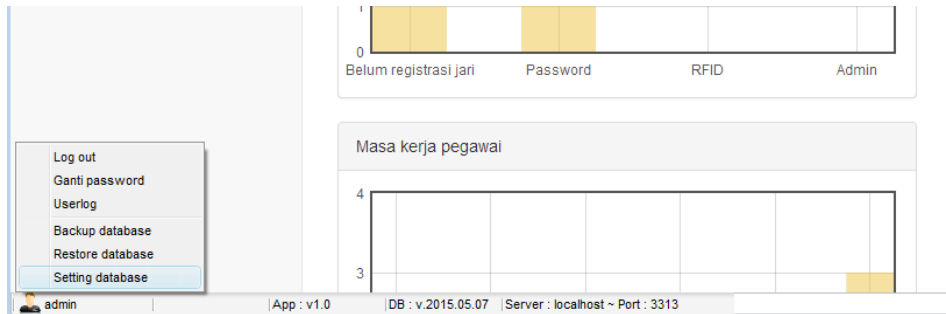 1
0
Belum registrasi jari Password RFID Admin
Masa kerja pegawai
4
3
Log out
Ganti password
Userlog
Backup database
Restore database
Setting database
admin App : v1.0 DB : v.2015.05.07 Server : localhost ~ Port : 3313